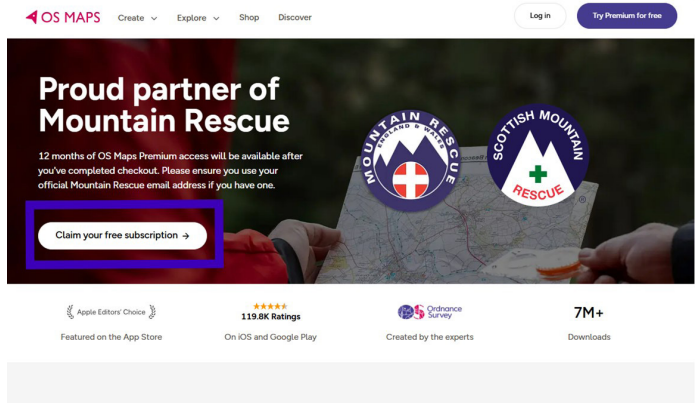 OS MAPS Create Explore Shop Discover Log in Try Premium for free
Proud partner of
Mountain Rescue
12 months of OS Maps Premium access will be available after
you've completed checkout. Please ensure you use your
official Mountain Rescue email address if you have one.
Claim your free subscription →
MOUNTAIN RESCUE
ENGLAND & WALES
SCOTTISH MOUNTAIN
RESCUE
Apple Editors' Choice
119.8K Ratings
Ordnance
Survey
7M+
Featured on the App Store
On iOS and Google Play
Created by the experts
Downloads